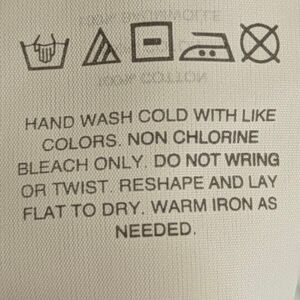 HAND WASH COLD WITH LIKE
COLORS. NON CHLORINE
BLEACH ONLY. DO NOT WRING
OR TWIST. RESHAPE AND LAY
FLAT TO DRY. WARM IRON AS
NEEDED.